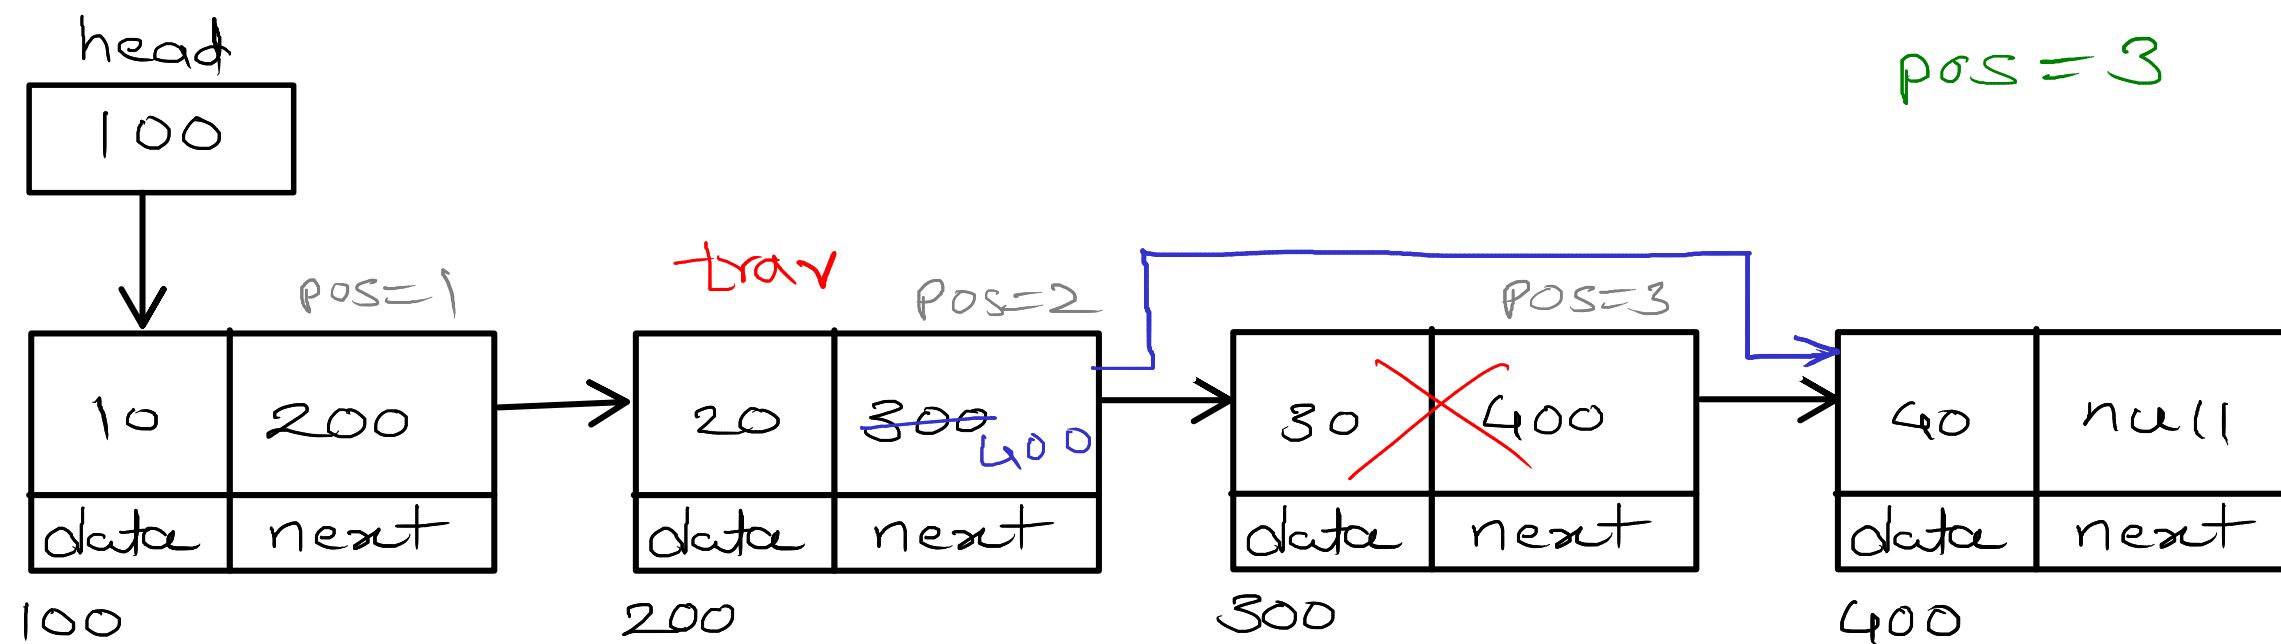 head
pos=3
100
trav
pos=1
pos=2
pos=3
10 200 20 300 400 30 400 40 null
data next data next data next data next
100 200 300 400